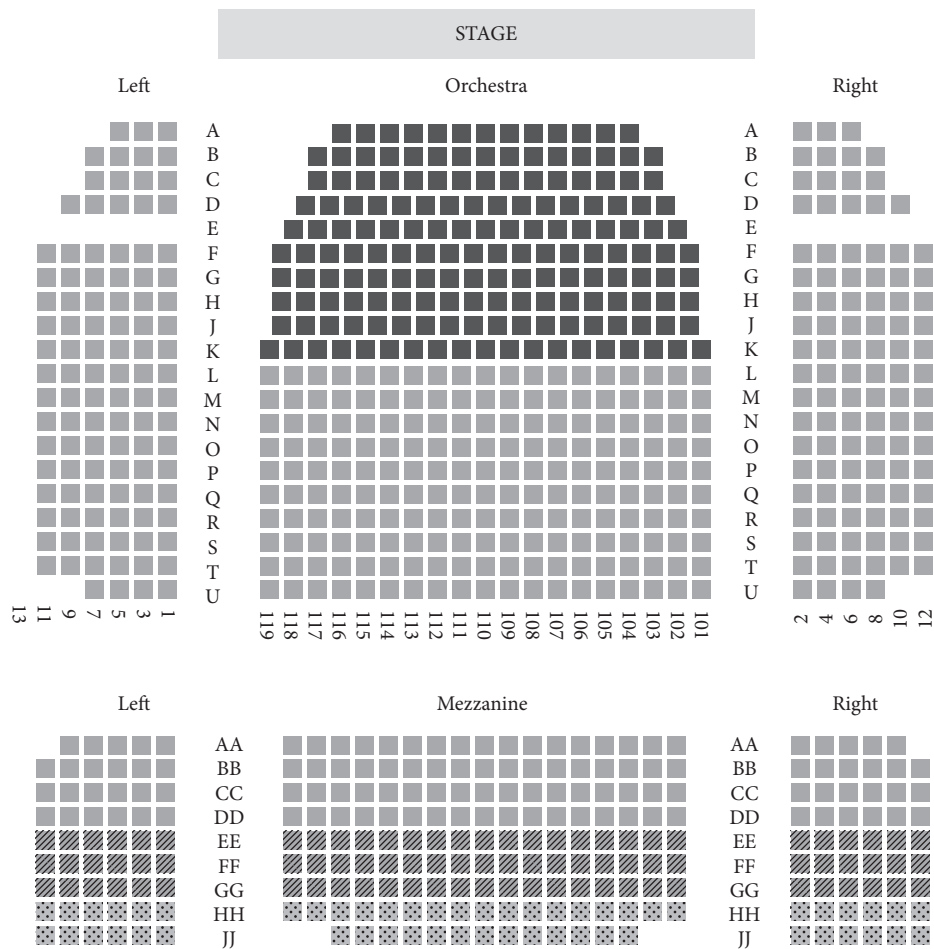 STAGE
Left Orchestra Right
A A
B B
C C
D D
E E
F F
G G
H H
J J
K K
L L
M M
N N
O O
P P
Q Q
R R
S S
T T
U U
13 11 9 7 5 3 1 119 118 117 116 115 114 113 112 111 110 109 108 107 106 105 104 103 102 101 2 4 6 8 10 12
Left Mezzanine Right
AA AA
BB BB
CC CC
DD DD
EE EE
FF FF
GG GG
HH HH
JJ JJ